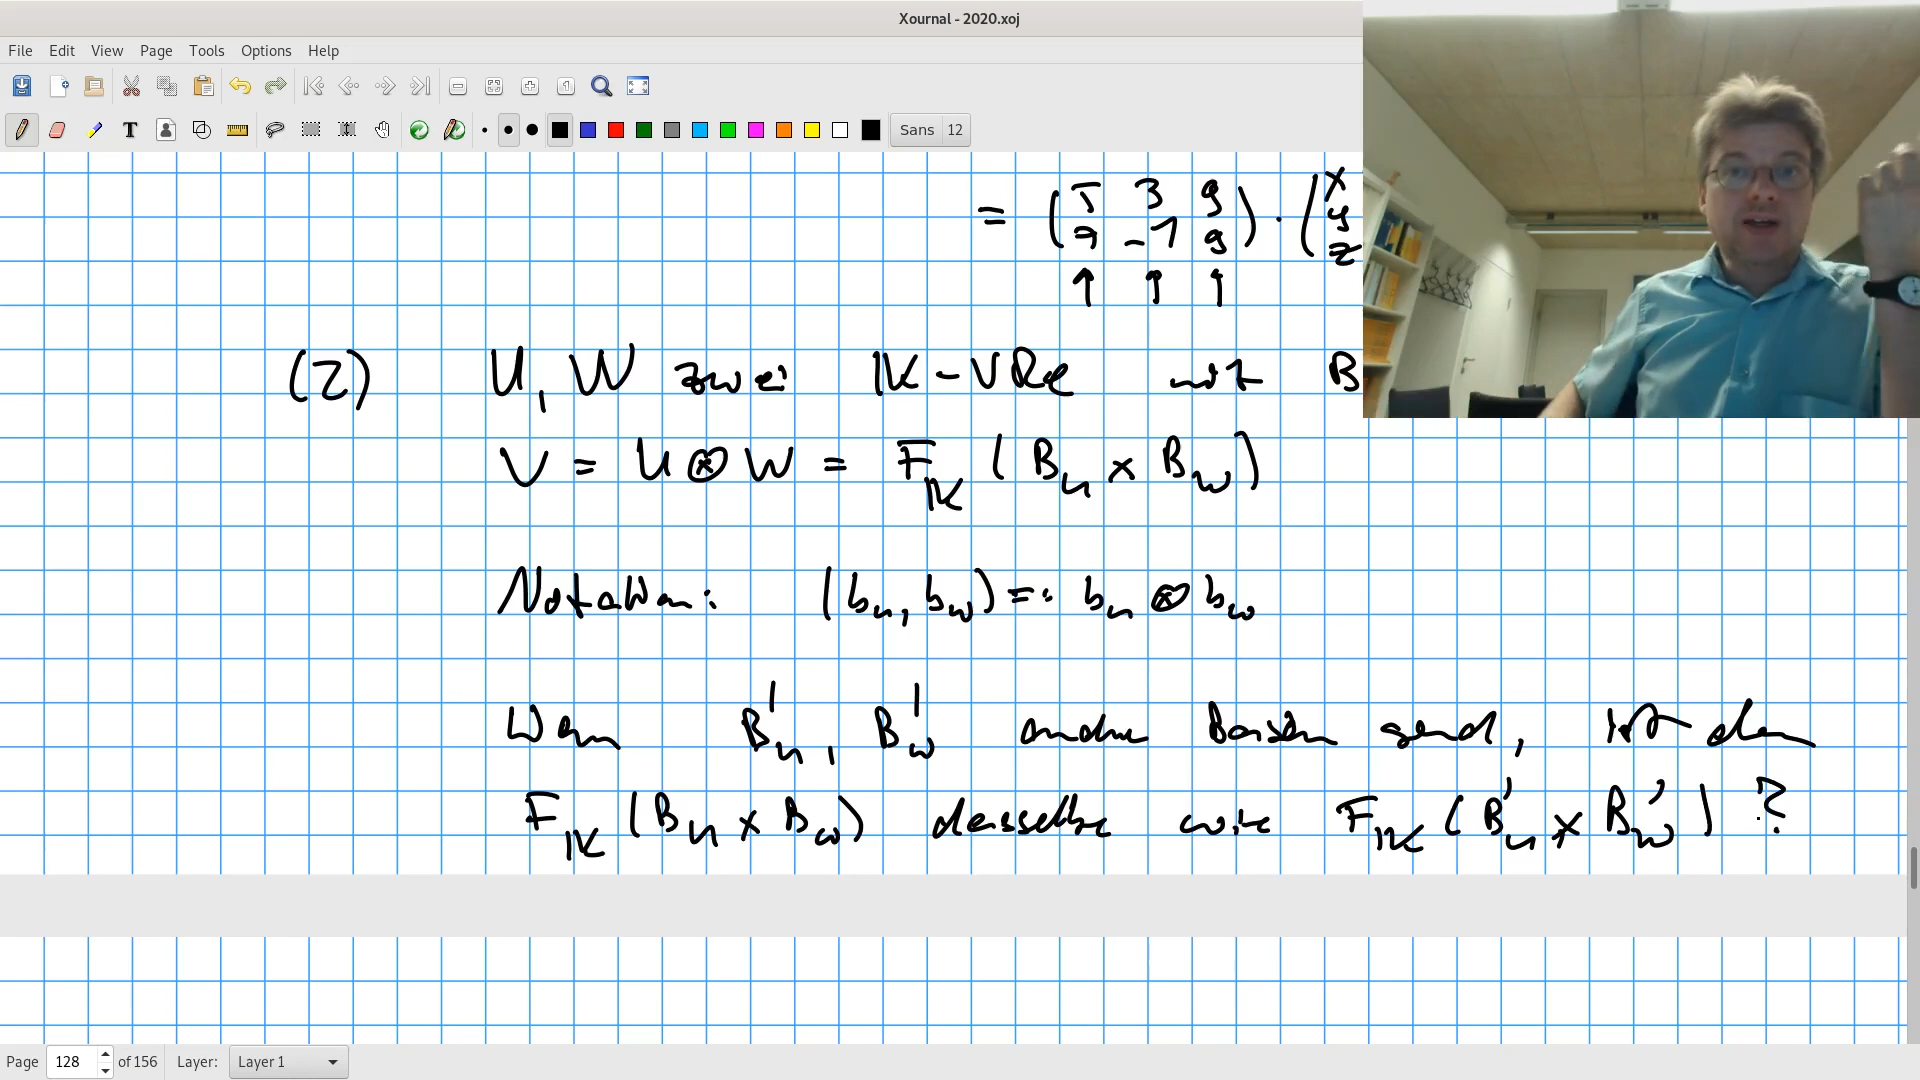 Xournal - 2020.xoj
File Edit View Page Tools Options Help
T Sans 12
= ( 5 3 9 ) · ( x
7 -1 9 y
z
↑ ↑ ↑
(2) U, W zwei K-VRe mit B
V = U ⊗ W = F_K (B_U × B_W)
Notation: (b_u, b_w) =: b_u ⊗ b_w
Wenn B'_U, B'_W andere Basen sind, ist dann
F_K (B_U × B_W) dasselbe wie F_K (B'_U × B'_W) ?
Page 128 of 156 Layer: Layer 1